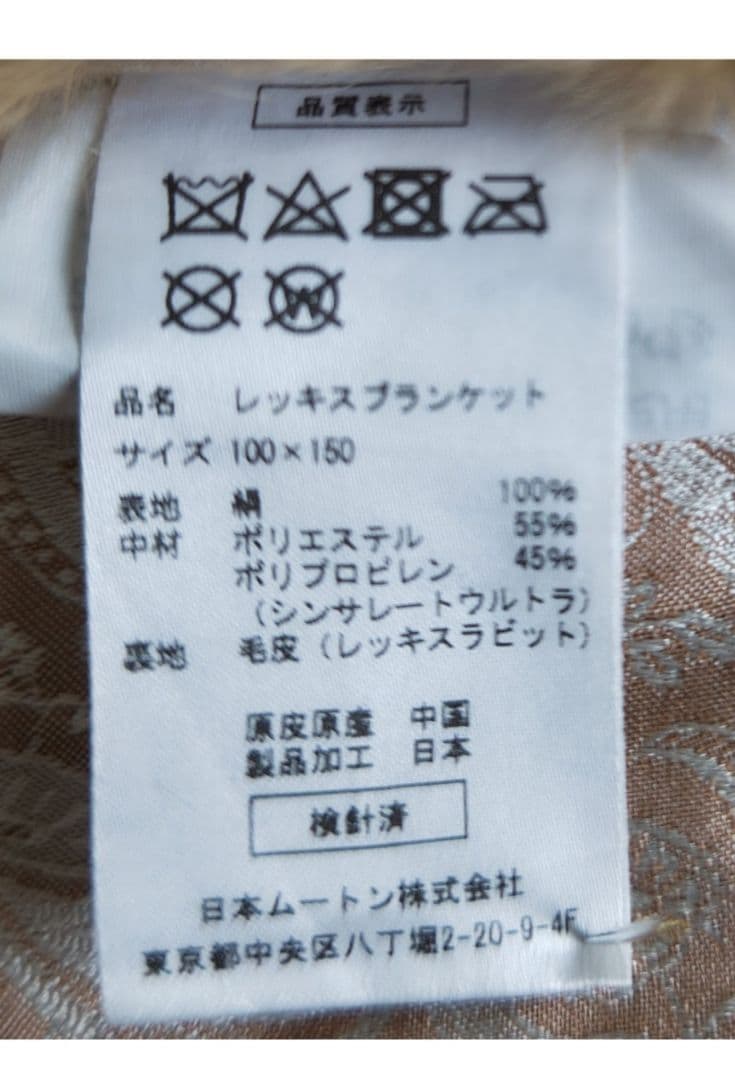 品質表示
品名 レッキスブランケット
サイズ 100×150
表地 絹 100%
中材 ポリエステル 55%
ポリプロピレン 45%
(シンサレートウルトラ)
裏地 毛皮(レッキスラビット)
原皮原産 中国
製品加工 日本
検針済
日本ムートン株式会社
東京都中央区八丁堀2-20-9-4F